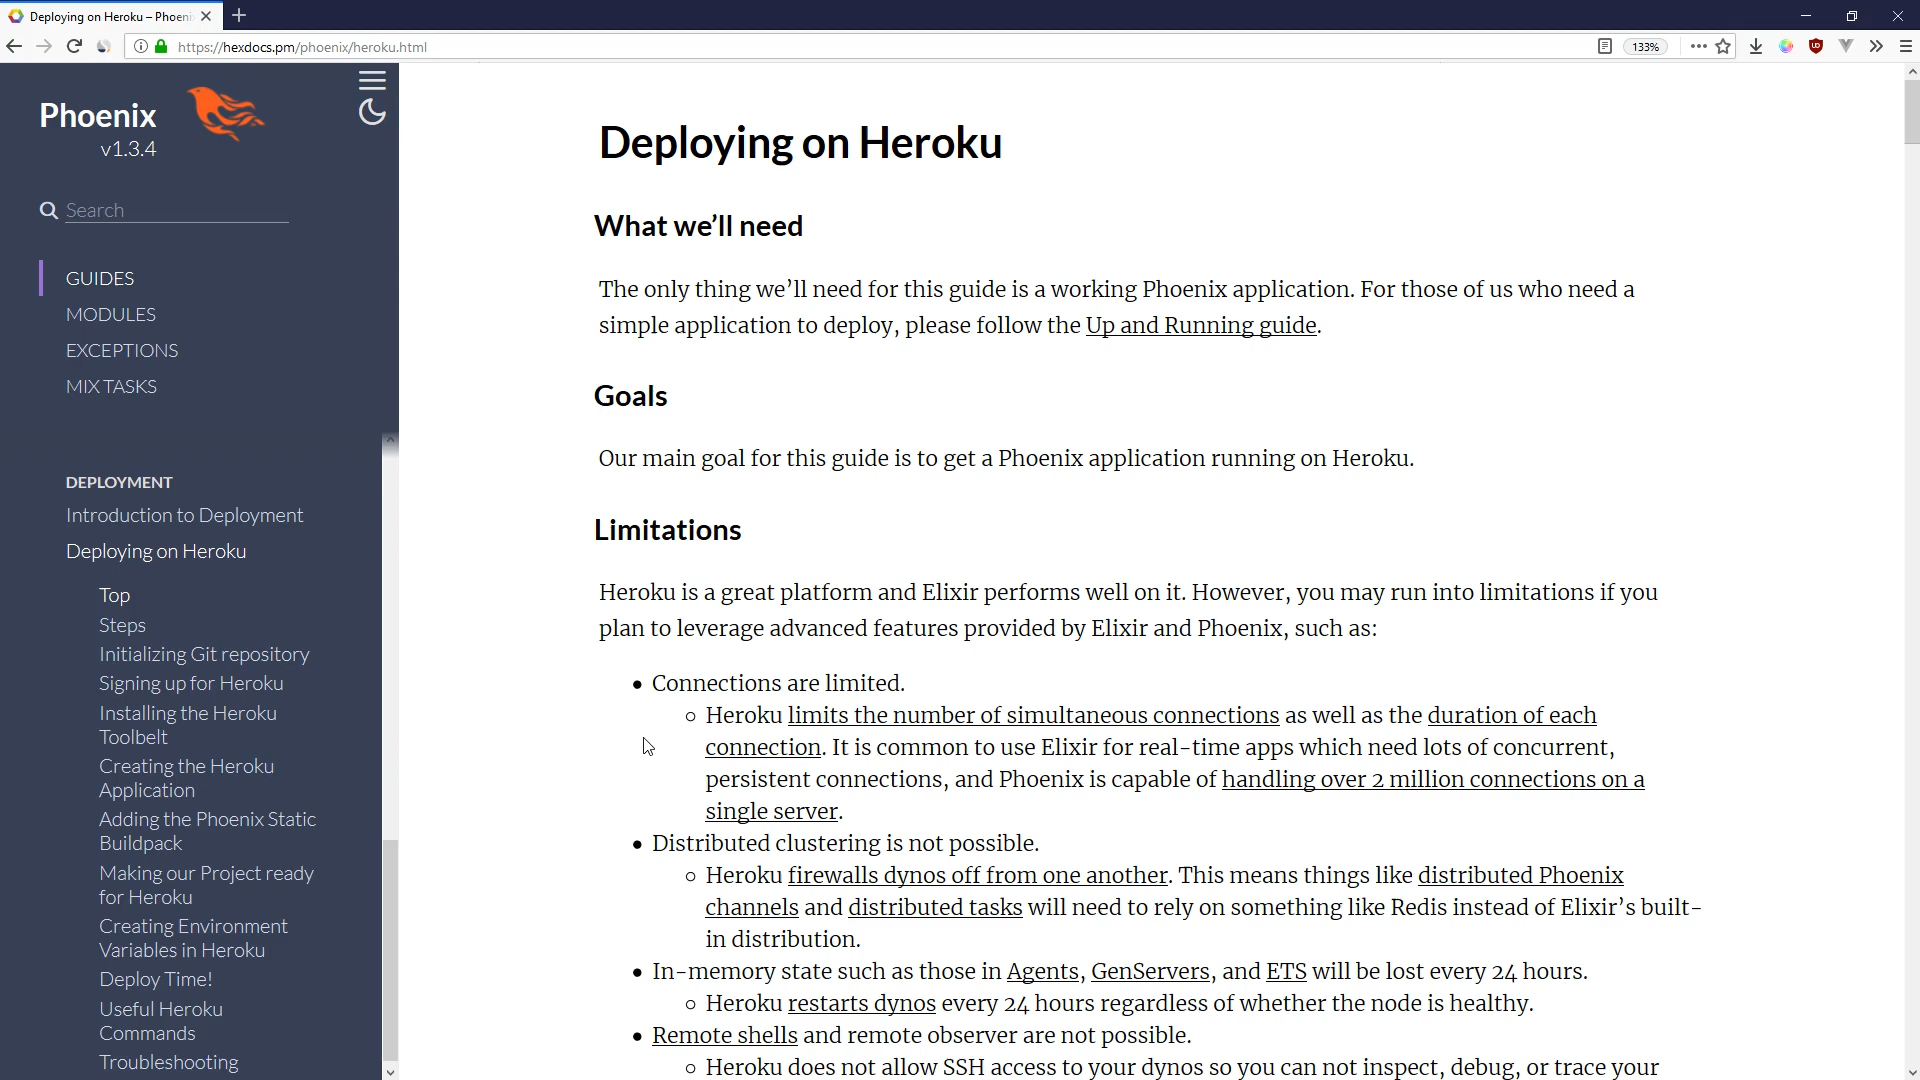 Deploying on Heroku – Phoeni
https://hexdocs.pm/phoenix/heroku.html
133%
Phoenix
v1.3.4
Search
GUIDES
MODULES
EXCEPTIONS
MIX TASKS
DEPLOYMENT
Introduction to Deployment
Deploying on Heroku
Top
Steps
Initializing Git repository
Signing up for Heroku
Installing the Heroku
Toolbelt
Creating the Heroku
Application
Adding the Phoenix Static
Buildpack
Making our Project ready
for Heroku
Creating Environment
Variables in Heroku
Deploy Time!
Useful Heroku
Commands
Troubleshooting
Deploying on Heroku
What we’ll need
The only thing we’ll need for this guide is a working Phoenix application. For those of us who need a
simple application to deploy, please follow the Up and Running guide.
Goals
Our main goal for this guide is to get a Phoenix application running on Heroku.
Limitations
Heroku is a great platform and Elixir performs well on it. However, you may run into limitations if you
plan to leverage advanced features provided by Elixir and Phoenix, such as:
• Connections are limited.
○ Heroku limits the number of simultaneous connections as well as the duration of each
connection. It is common to use Elixir for real-time apps which need lots of concurrent,
persistent connections, and Phoenix is capable of handling over 2 million connections on a
single server.
• Distributed clustering is not possible.
○ Heroku firewalls dynos off from one another. This means things like distributed Phoenix
channels and distributed tasks will need to rely on something like Redis instead of Elixir’s built-
in distribution.
• In-memory state such as those in Agents, GenServers, and ETS will be lost every 24 hours.
○ Heroku restarts dynos every 24 hours regardless of whether the node is healthy.
• Remote shells and remote observer are not possible.
○ Heroku does not allow SSH access to your dynos so you can not inspect, debug, or trace your